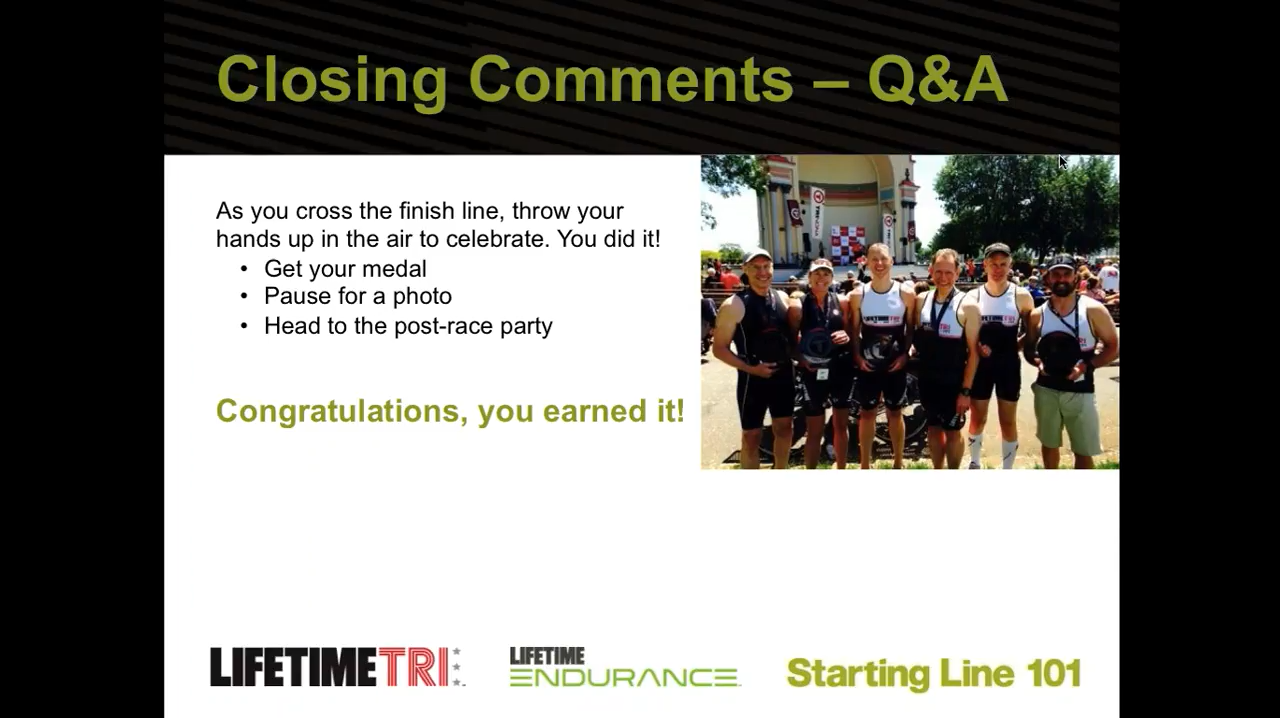 Closing Comments – Q&A
As you cross the finish line, throw your
hands up in the air to celebrate. You did it!
• Get your medal
• Pause for a photo
• Head to the post-race party
Congratulations, you earned it!
LIFETIME TRI
LIFETIME
ENDURANCE
Starting Line 101